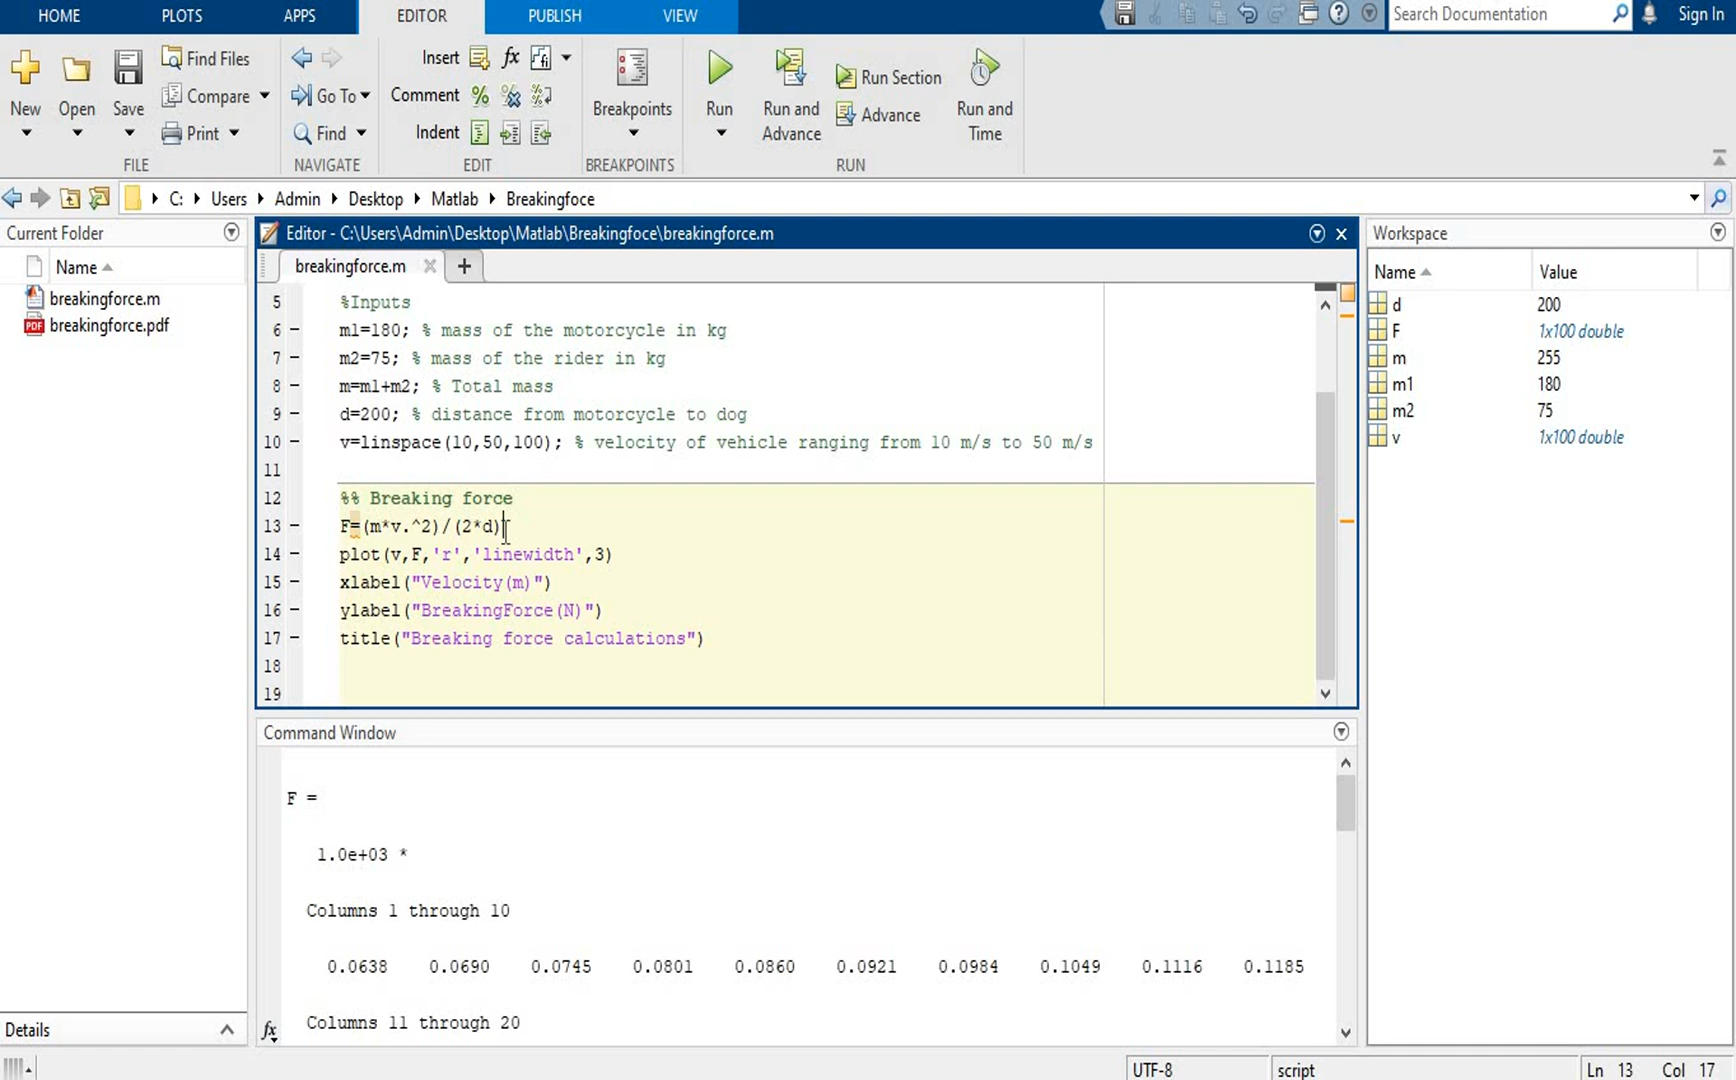 HOME PLOTS APPS EDITOR PUBLISH VIEW Search Documentation Sign In
New Open Save Find Files Compare Print
FILE
Go To Find
NAVIGATE
Insert fx
Comment %
Indent
EDIT
Breakpoints
BREAKPOINTS
Run Run and Advance Run Section Advance Run and Time
RUN
C: Users Admin Desktop Matlab Breakingfoce
Current Folder
Name
breakingforce.m
PDF breakingforce.pdf
Details
Editor - C:\Users\Admin\Desktop\Matlab\Breakingfoce\breakingforce.m
breakingforce.m
5 %Inputs
6 – m1=180; % mass of the motorcycle in kg
7 – m2=75; % mass of the rider in kg
8 – m=m1+m2; % Total mass
9 – d=200; % distance from motorcycle to dog
10 – v=linspace(10,50,100); % velocity of vehicle ranging from 10 m/s to 50 m/s
11
12 %% Breaking force
13 – F=(m*v.^2)/(2*d)
14 – plot(v,F,'r','linewidth',3)
15 – xlabel("Velocity(m)")
16 – ylabel("BreakingForce(N)")
17 – title("Breaking force calculations")
18
19
Command Window
F =
1.0e+03 *
Columns 1 through 10
0.0638 0.0690 0.0745 0.0801 0.0860 0.0921 0.0984 0.1049 0.1116 0.1185
Columns 11 through 20
fx
Workspace
Name Value
d 200
F 1x100 double
m 255
m1 180
m2 75
v 1x100 double
UTF-8 script Ln 13 Col 17